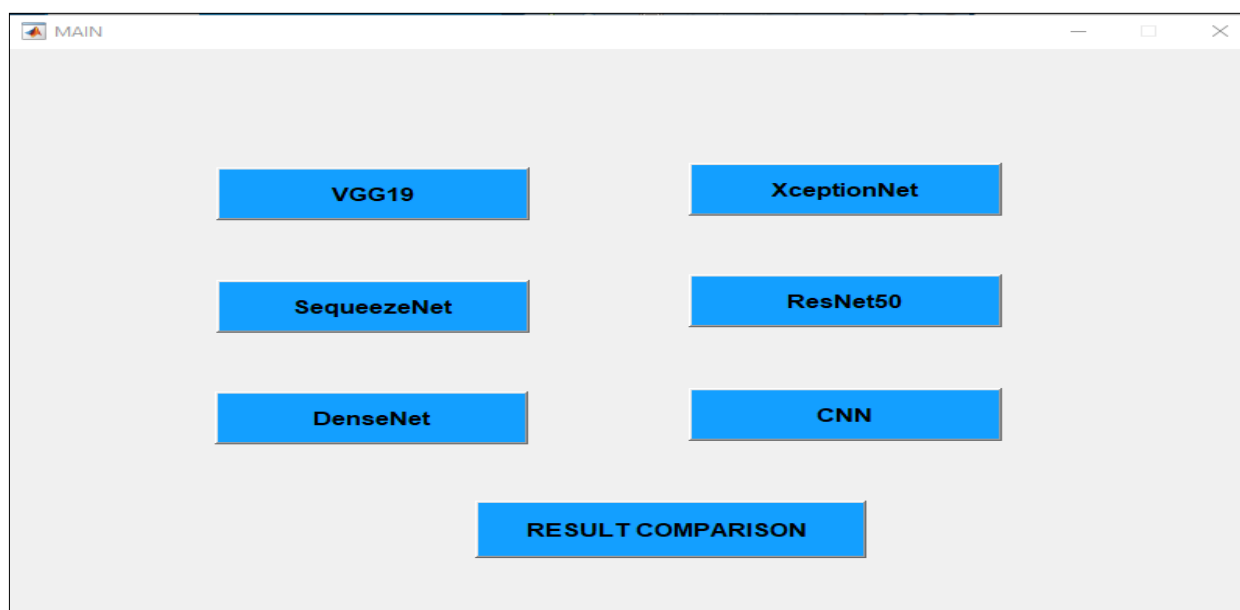 MAIN
VGG19
XceptionNet
SequeezeNet
ResNet50
DenseNet
CNN
RESULT COMPARISON